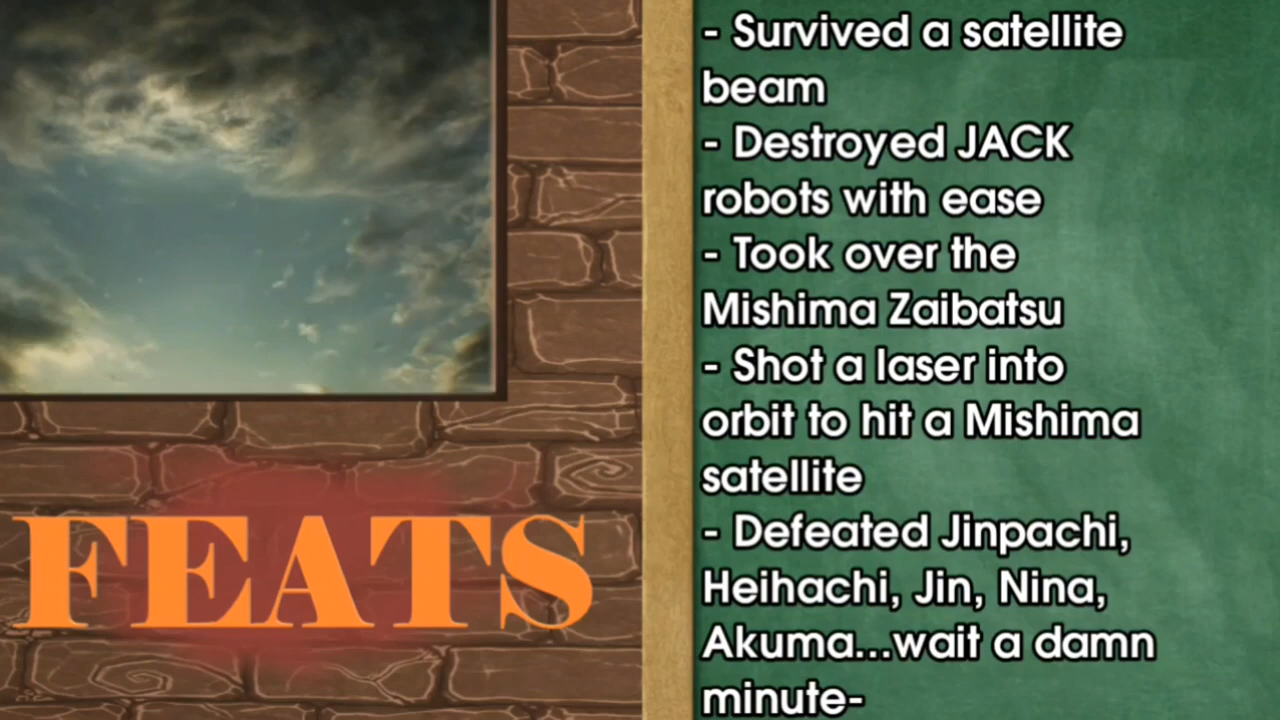 - Survived a satellite
beam
- Destroyed JACK
robots with ease
- Took over the
Mishima Zaibatsu
- Shot a laser into
orbit to hit a Mishima
satellite
- Defeated Jinpachi,
Heihachi, Jin, Nina,
Akuma...wait a damn
minute-
FEATS